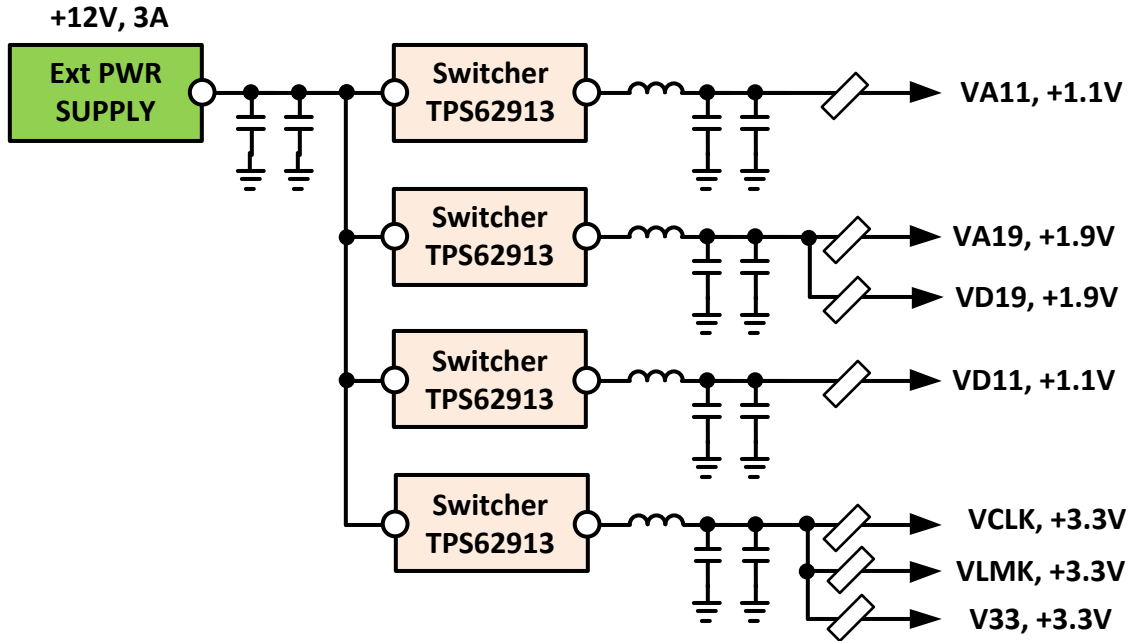 +12V, 3A
Ext PWR
SUPPLY
Switcher
TPS62913
VA11, +1.1V
Switcher
TPS62913
VA19, +1.9V
VD19, +1.9V
Switcher
TPS62913
VD11, +1.1V
Switcher
TPS62913
VCLK, +3.3V
VLMK, +3.3V
V33, +3.3V